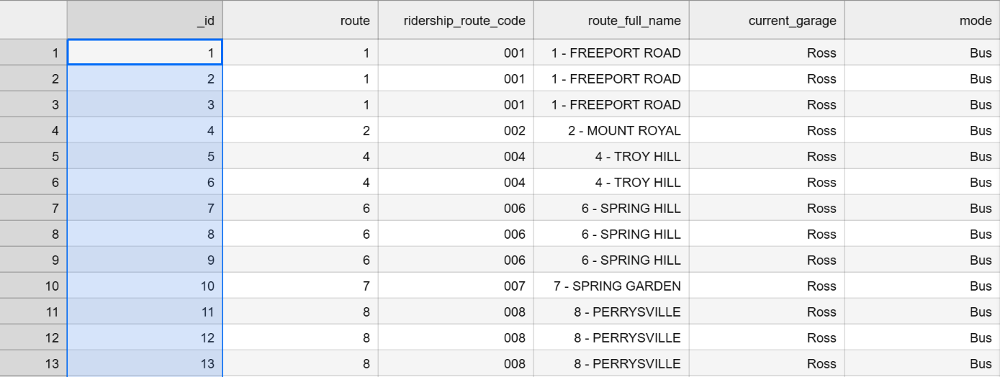 _id route ridership_route_code route_full_name current_garage mode
1 1 1 001 1 - FREEPORT ROAD Ross Bus
2 2 1 001 1 - FREEPORT ROAD Ross Bus
3 3 1 001 1 - FREEPORT ROAD Ross Bus
4 4 2 002 2 - MOUNT ROYAL Ross Bus
5 5 4 004 4 - TROY HILL Ross Bus
6 6 4 004 4 - TROY HILL Ross Bus
7 7 6 006 6 - SPRING HILL Ross Bus
8 8 6 006 6 - SPRING HILL Ross Bus
9 9 6 006 6 - SPRING HILL Ross Bus
10 10 7 007 7 - SPRING GARDEN Ross Bus
11 11 8 008 8 - PERRYSVILLE Ross Bus
12 12 8 008 8 - PERRYSVILLE Ross Bus
13 13 8 008 8 - PERRYSVILLE Ross Bus